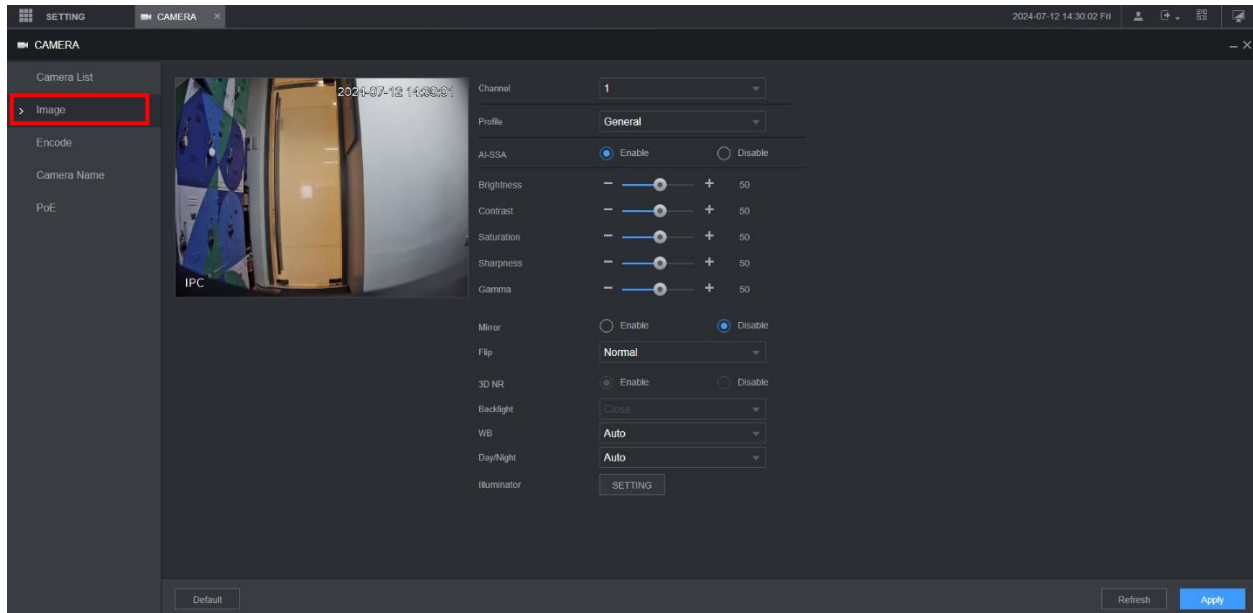 SETTING CAMERA × 2024-07-12 14:30:02 Fri
CAMERA
Camera List
Image
Encode
Camera Name
PoE
IPC
Channel 1
Profile General
AI-SSA Enable Disable
Brightness 50
Contrast 50
Saturation 50
Sharpness 50
Gamma 50
Mirror Enable Disable
Flip Normal
3D NR Enable Disable
Backlight Close
WB Auto
Day/Night Auto
Illuminator SETTING
Default Refresh Apply